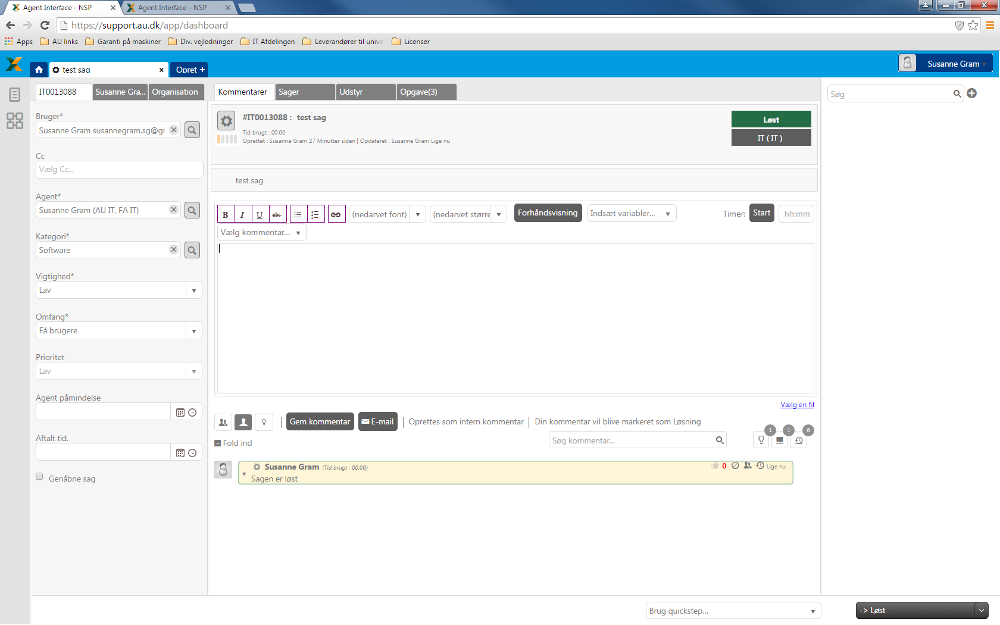 Agent Interface - NSP
Agent Interface - NSP
https://support.au.dk/app/dashboard
Apps AU links Garanti på maskiner Div. vejledninger IT Afdelingen Leverandører til unive Licenser
test sag Opret +
Susanne Gram
IT0013088 Susanne Gra... Organisation
Kommentarer Sager Udstyr Opgave(3)
Søg
Bruger*
Susanne Gram susannegram.sg@gr
Cc
Vælg Cc...
Agent*
Susanne Gram (AU IT, FA IT)
Kategori*
Software
Vigtighed*
Lav
Omfang*
Få brugere
Prioritet
Lav
Agent påmindelse
Aftalt tid.
Genåbne sag
#IT0013088 : test sag
Tid brugt : 00:00
Oprettet : Susanne Gram 27 Minutter siden | Opdateret : Susanne Gram Lige nu
Løst
IT ( IT )
test sag
B I U abc (nedarvet font) (nedarvet større Forhåndsvisning Indsæt variabler... Timer: Start hh:mm
Vælg kommentar...
Vælg en fil
Gem kommentar E-mail | Oprettes som intern kommentar | Din kommentar vil blive markeret som Løsning
Fold ind
Søg kommentar...
1 1 6
Susanne Gram (Tid brugt : 00:00)
0 Lige nu
Sagen er løst
Brug quickstep...
-> Løst